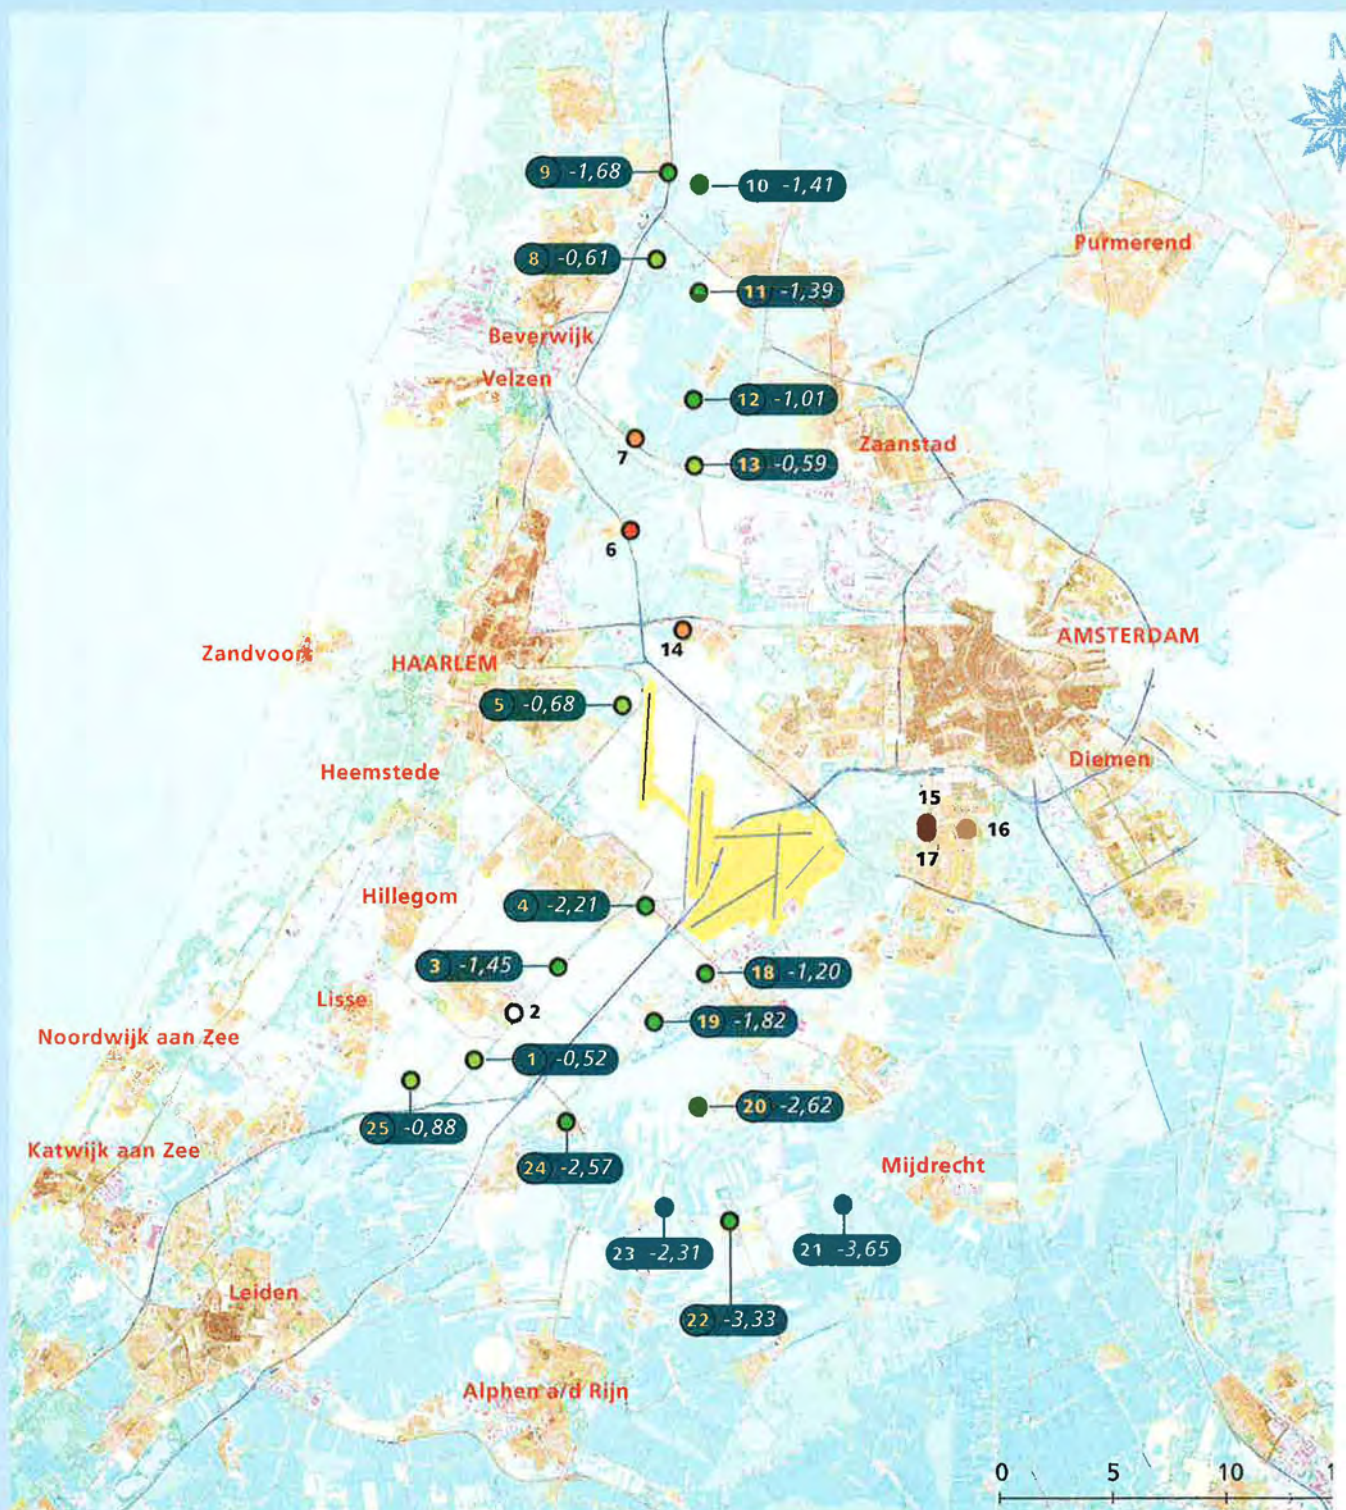 N
9 -1,68
10 -1,41
Purmerend
8 -0,61
11 -1,39
Beverwijk
Velzen
12 -1,01
7
Zaanstad
13 -0,59
6
Zandvoort
HAARLEM
14
AMSTERDAM
5 -0,68
Heemstede
Diemen
15
16
17
Hillegom
4 -2,21
3 -1,45
18 -1,20
Lisse
2
19 -1,82
Noordwijk aan Zee
1 -0,52
25 -0,88
20 -2,62
Katwijk aan Zee
24 -2,57
Mijdrecht
23 -2,31
21 -3,65
Leiden
22 -3,33
Alphen a/d Rijn
0 5 10 1